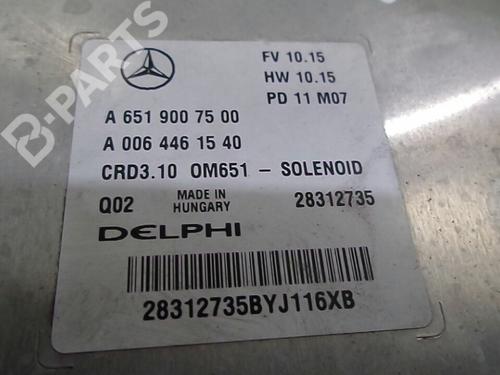 B-PARTS
FV 10.15
HW 10.15
PD 11 M07
A 651 900 75 00
A 006 446 15 40
CRD3.10 OM651 - SOLENOID
Q02 MADE IN HUNGARY 28312735
DELPHI
28312735BYJ116XB